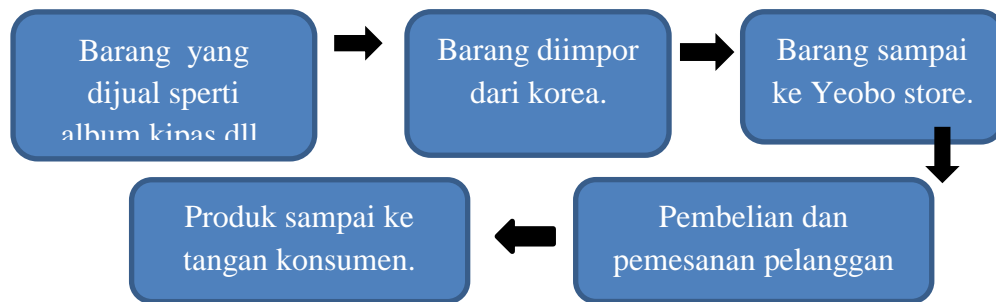 Barang yang
dijual sperti
album kipas dll
Barang diimpor
dari korea.
Barang sampai
ke Yeobo store.
Produk sampai ke
tangan konsumen.
Pembelian dan
pemesanan pelanggan